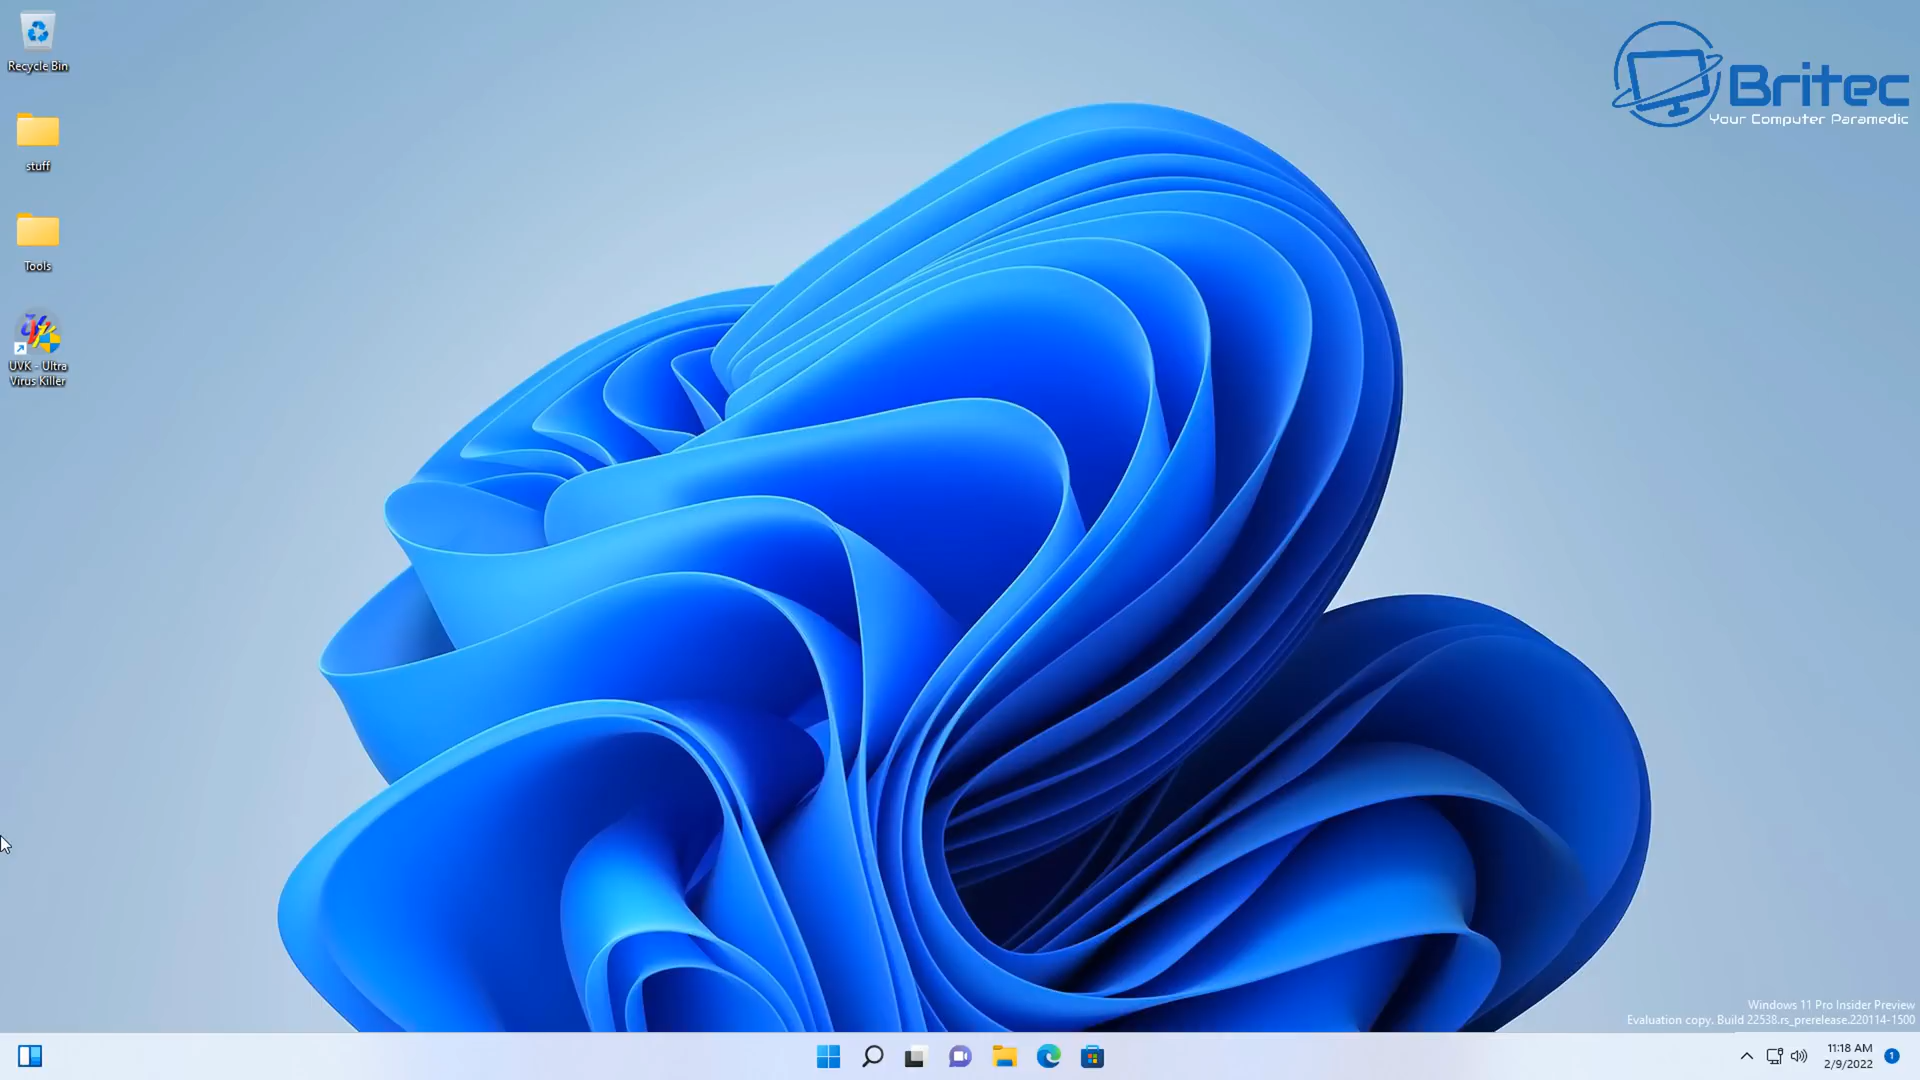 Recycle Bin
stuff
Tools
UVK - Ultra
Virus Killer
Britec
Your Computer Paramedic
Windows 11 Pro Insider Preview
Evaluation copy. Build 22538.rs_prerelease.220114-1500
11:18 AM
2/9/2022
1